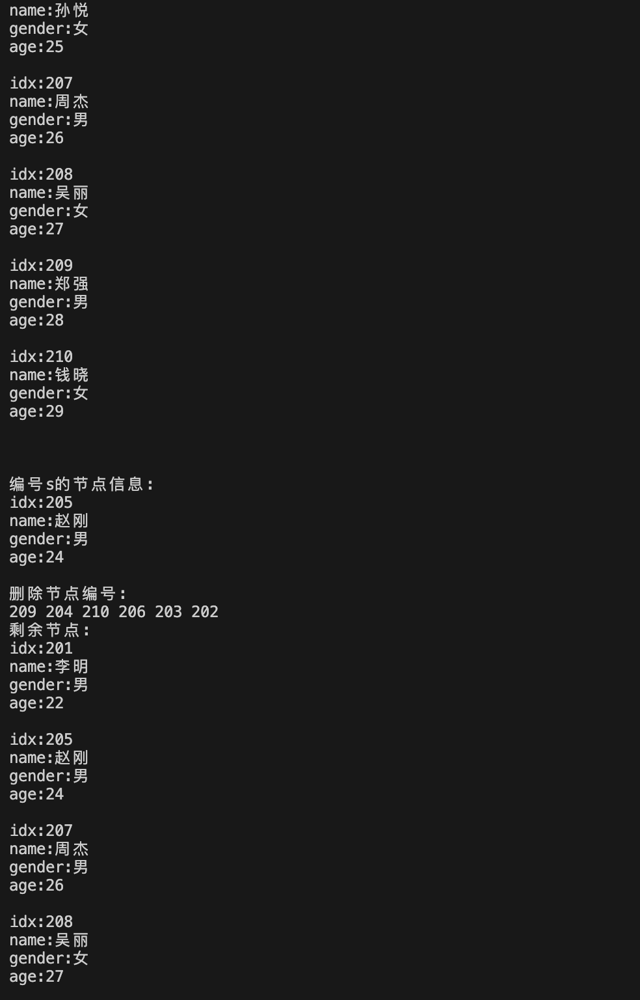 name:孙悦
gender:女
age:25
idx:207
name:周杰
gender:男
age:26
idx:208
name:吴丽
gender:女
age:27
idx:209
name:郑强
gender:男
age:28
idx:210
name:钱晓
gender:女
age:29
编号s的节点信息:
idx:205
name:赵刚
gender:男
age:24
删除节点编号:
209 204 210 206 203 202
剩余节点:
idx:201
name:李明
gender:男
age:22
idx:205
name:赵刚
gender:男
age:24
idx:207
name:周杰
gender:男
age:26
idx:208
name:吴丽
gender:女
age:27